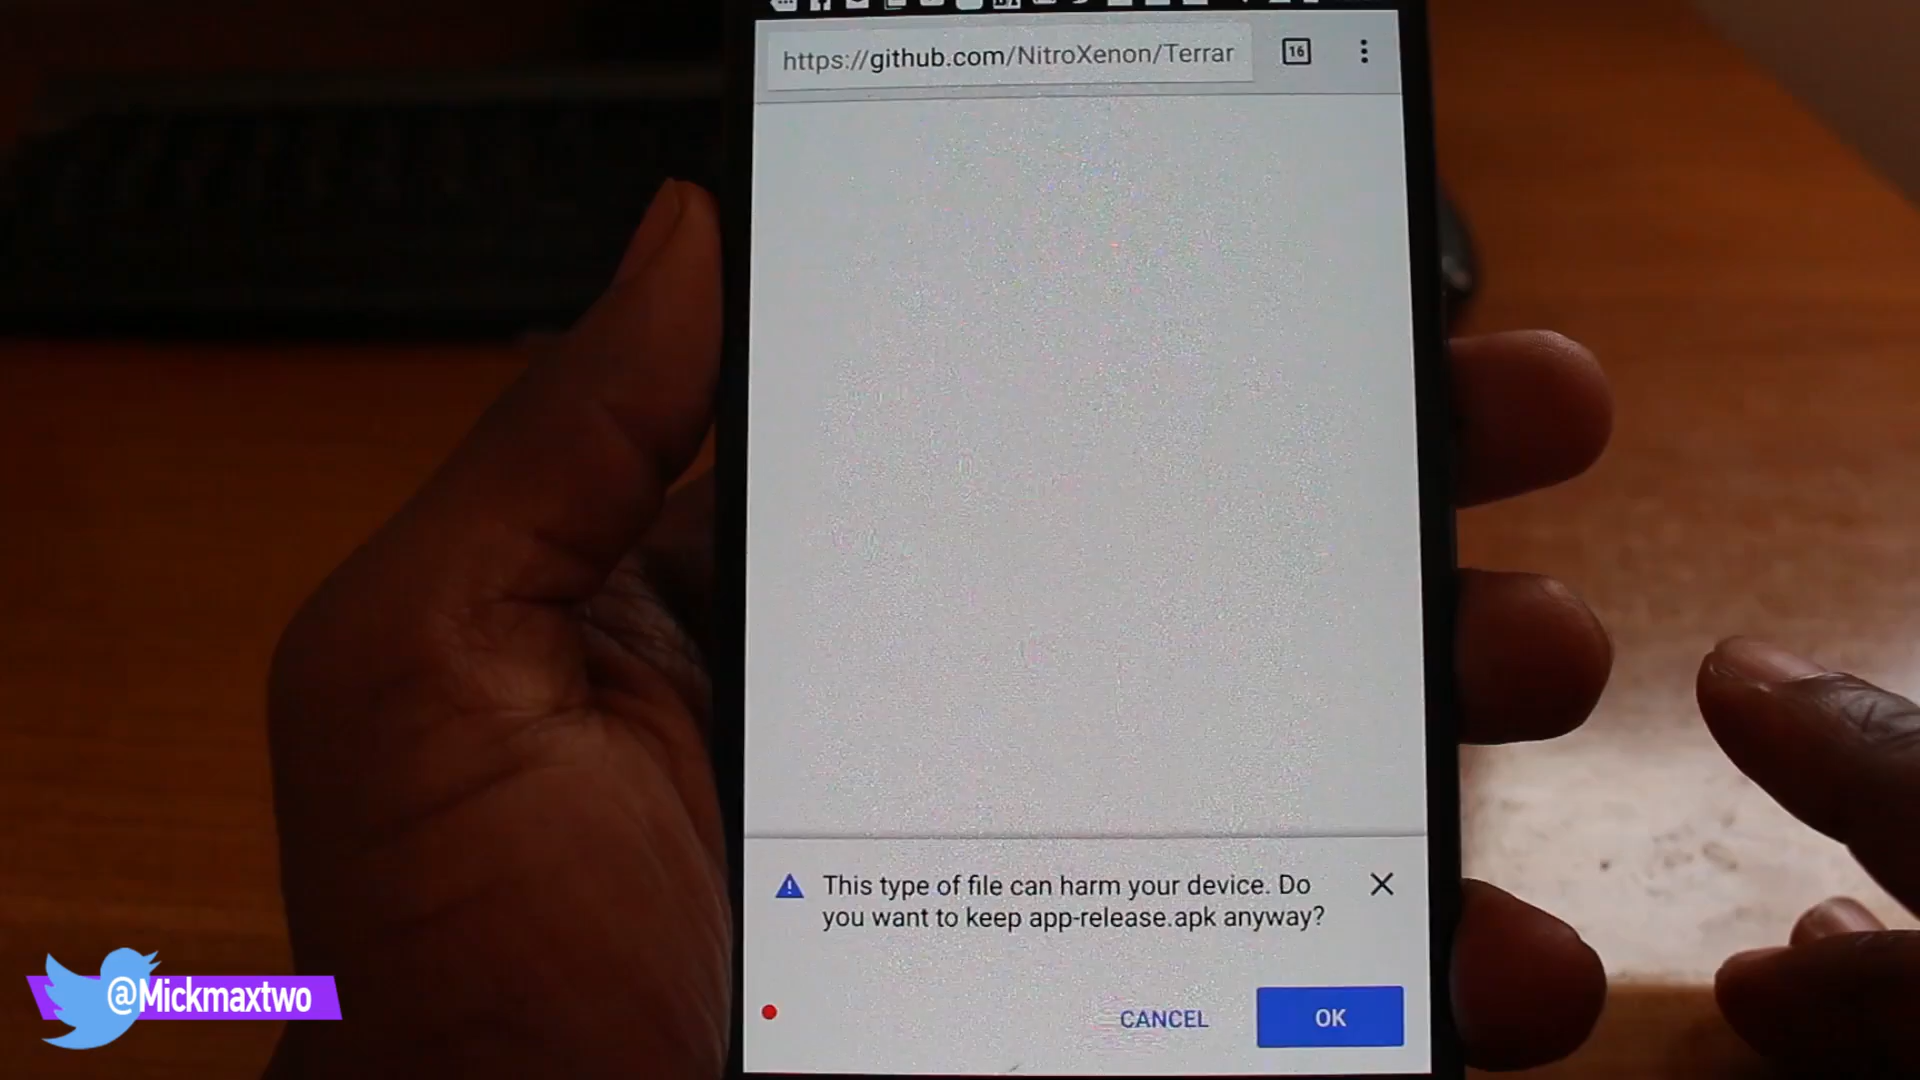 https://github.com/NitroXenon/Terrar
16
This type of file can harm your device. Do
you want to keep app-release.apk anyway?
CANCEL
OK
@Mickmaxtwo